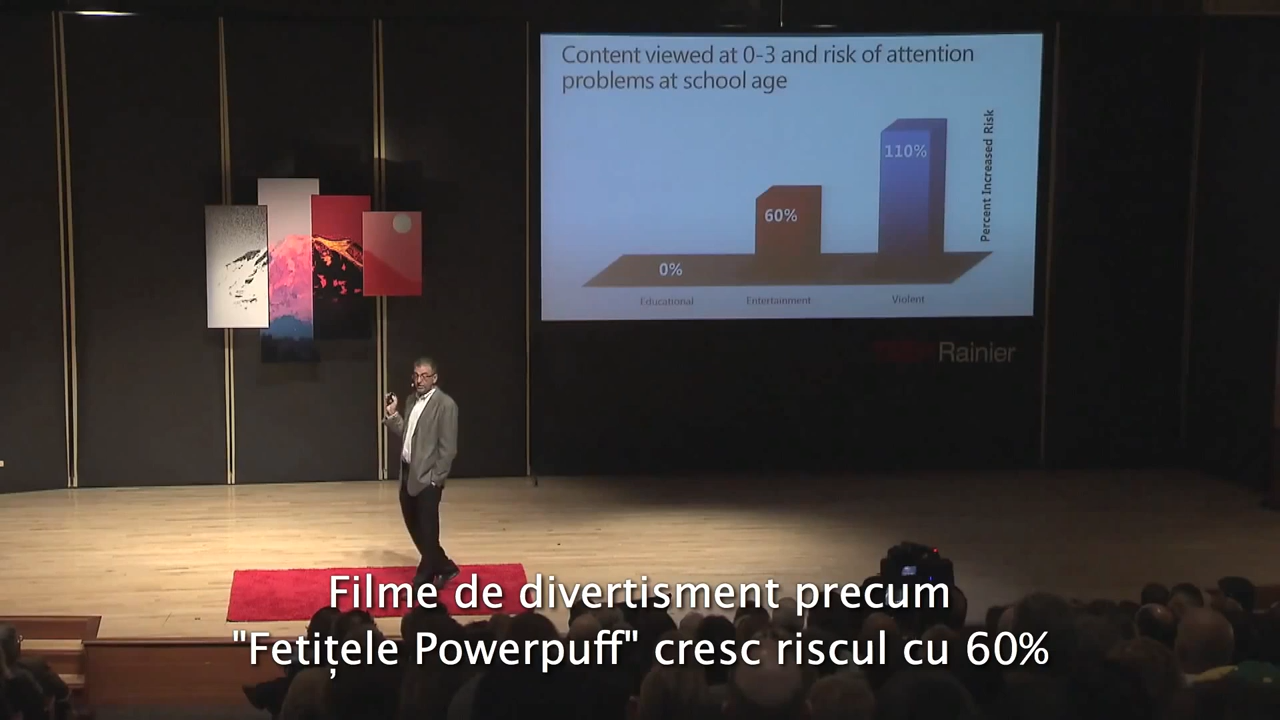 Content viewed at 0-3 and risk of attention
problems at school age
110%
60%
0%
Percent Increased Risk
Educational
Entertainment
Violent
Rainier
Filme de divertisment precum
"Fetițele Powerpuff" cresc riscul cu 60%